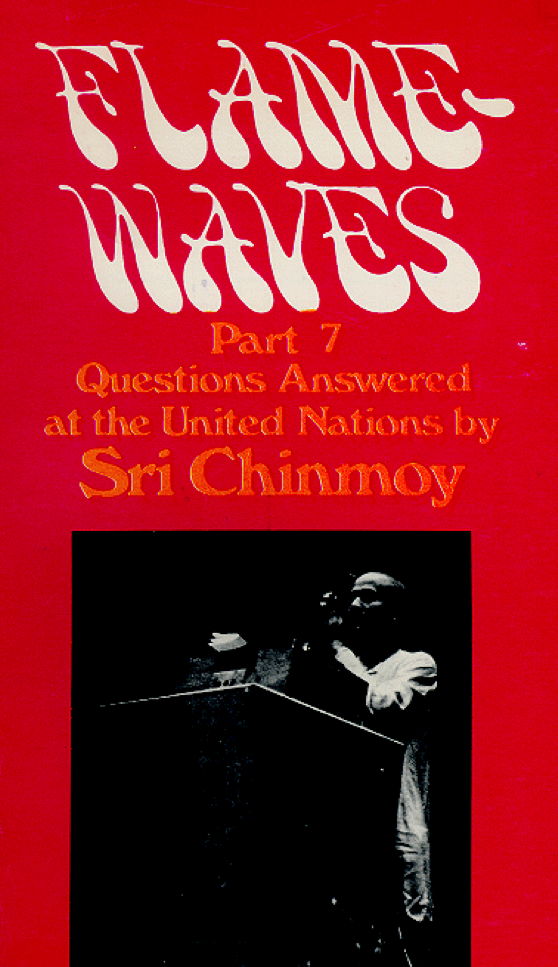 FLAME-
WAVES
Part 7
Questions Answered
at the United Nations by
Sri Chinmoy